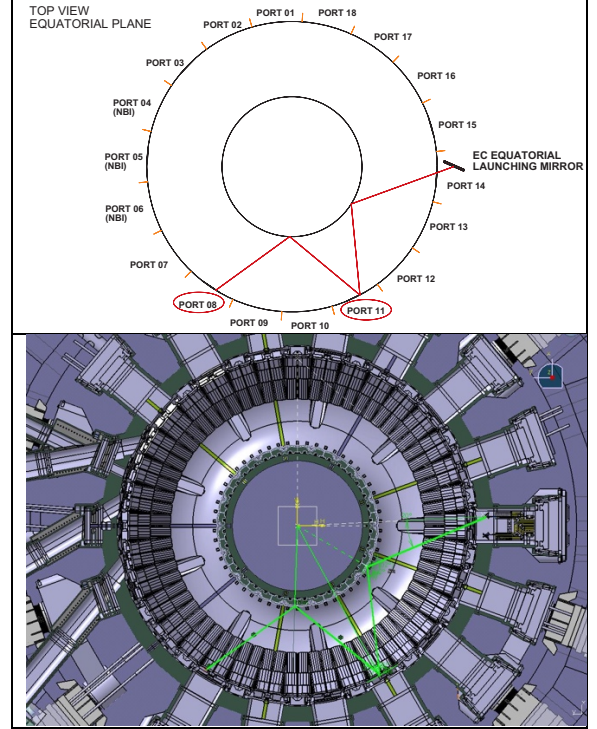 TOP VIEW
EQUATORIAL PLANE
PORT 01
PORT 18
PORT 02
PORT 17
PORT 03
PORT 16
PORT 04
(NBI)
PORT 15
PORT 05
(NBI)
EC EQUATORIAL
LAUNCHING MIRROR
PORT 14
PORT 06
(NBI)
PORT 13
PORT 07
PORT 12
PORT 08
PORT 11
PORT 09
PORT 10